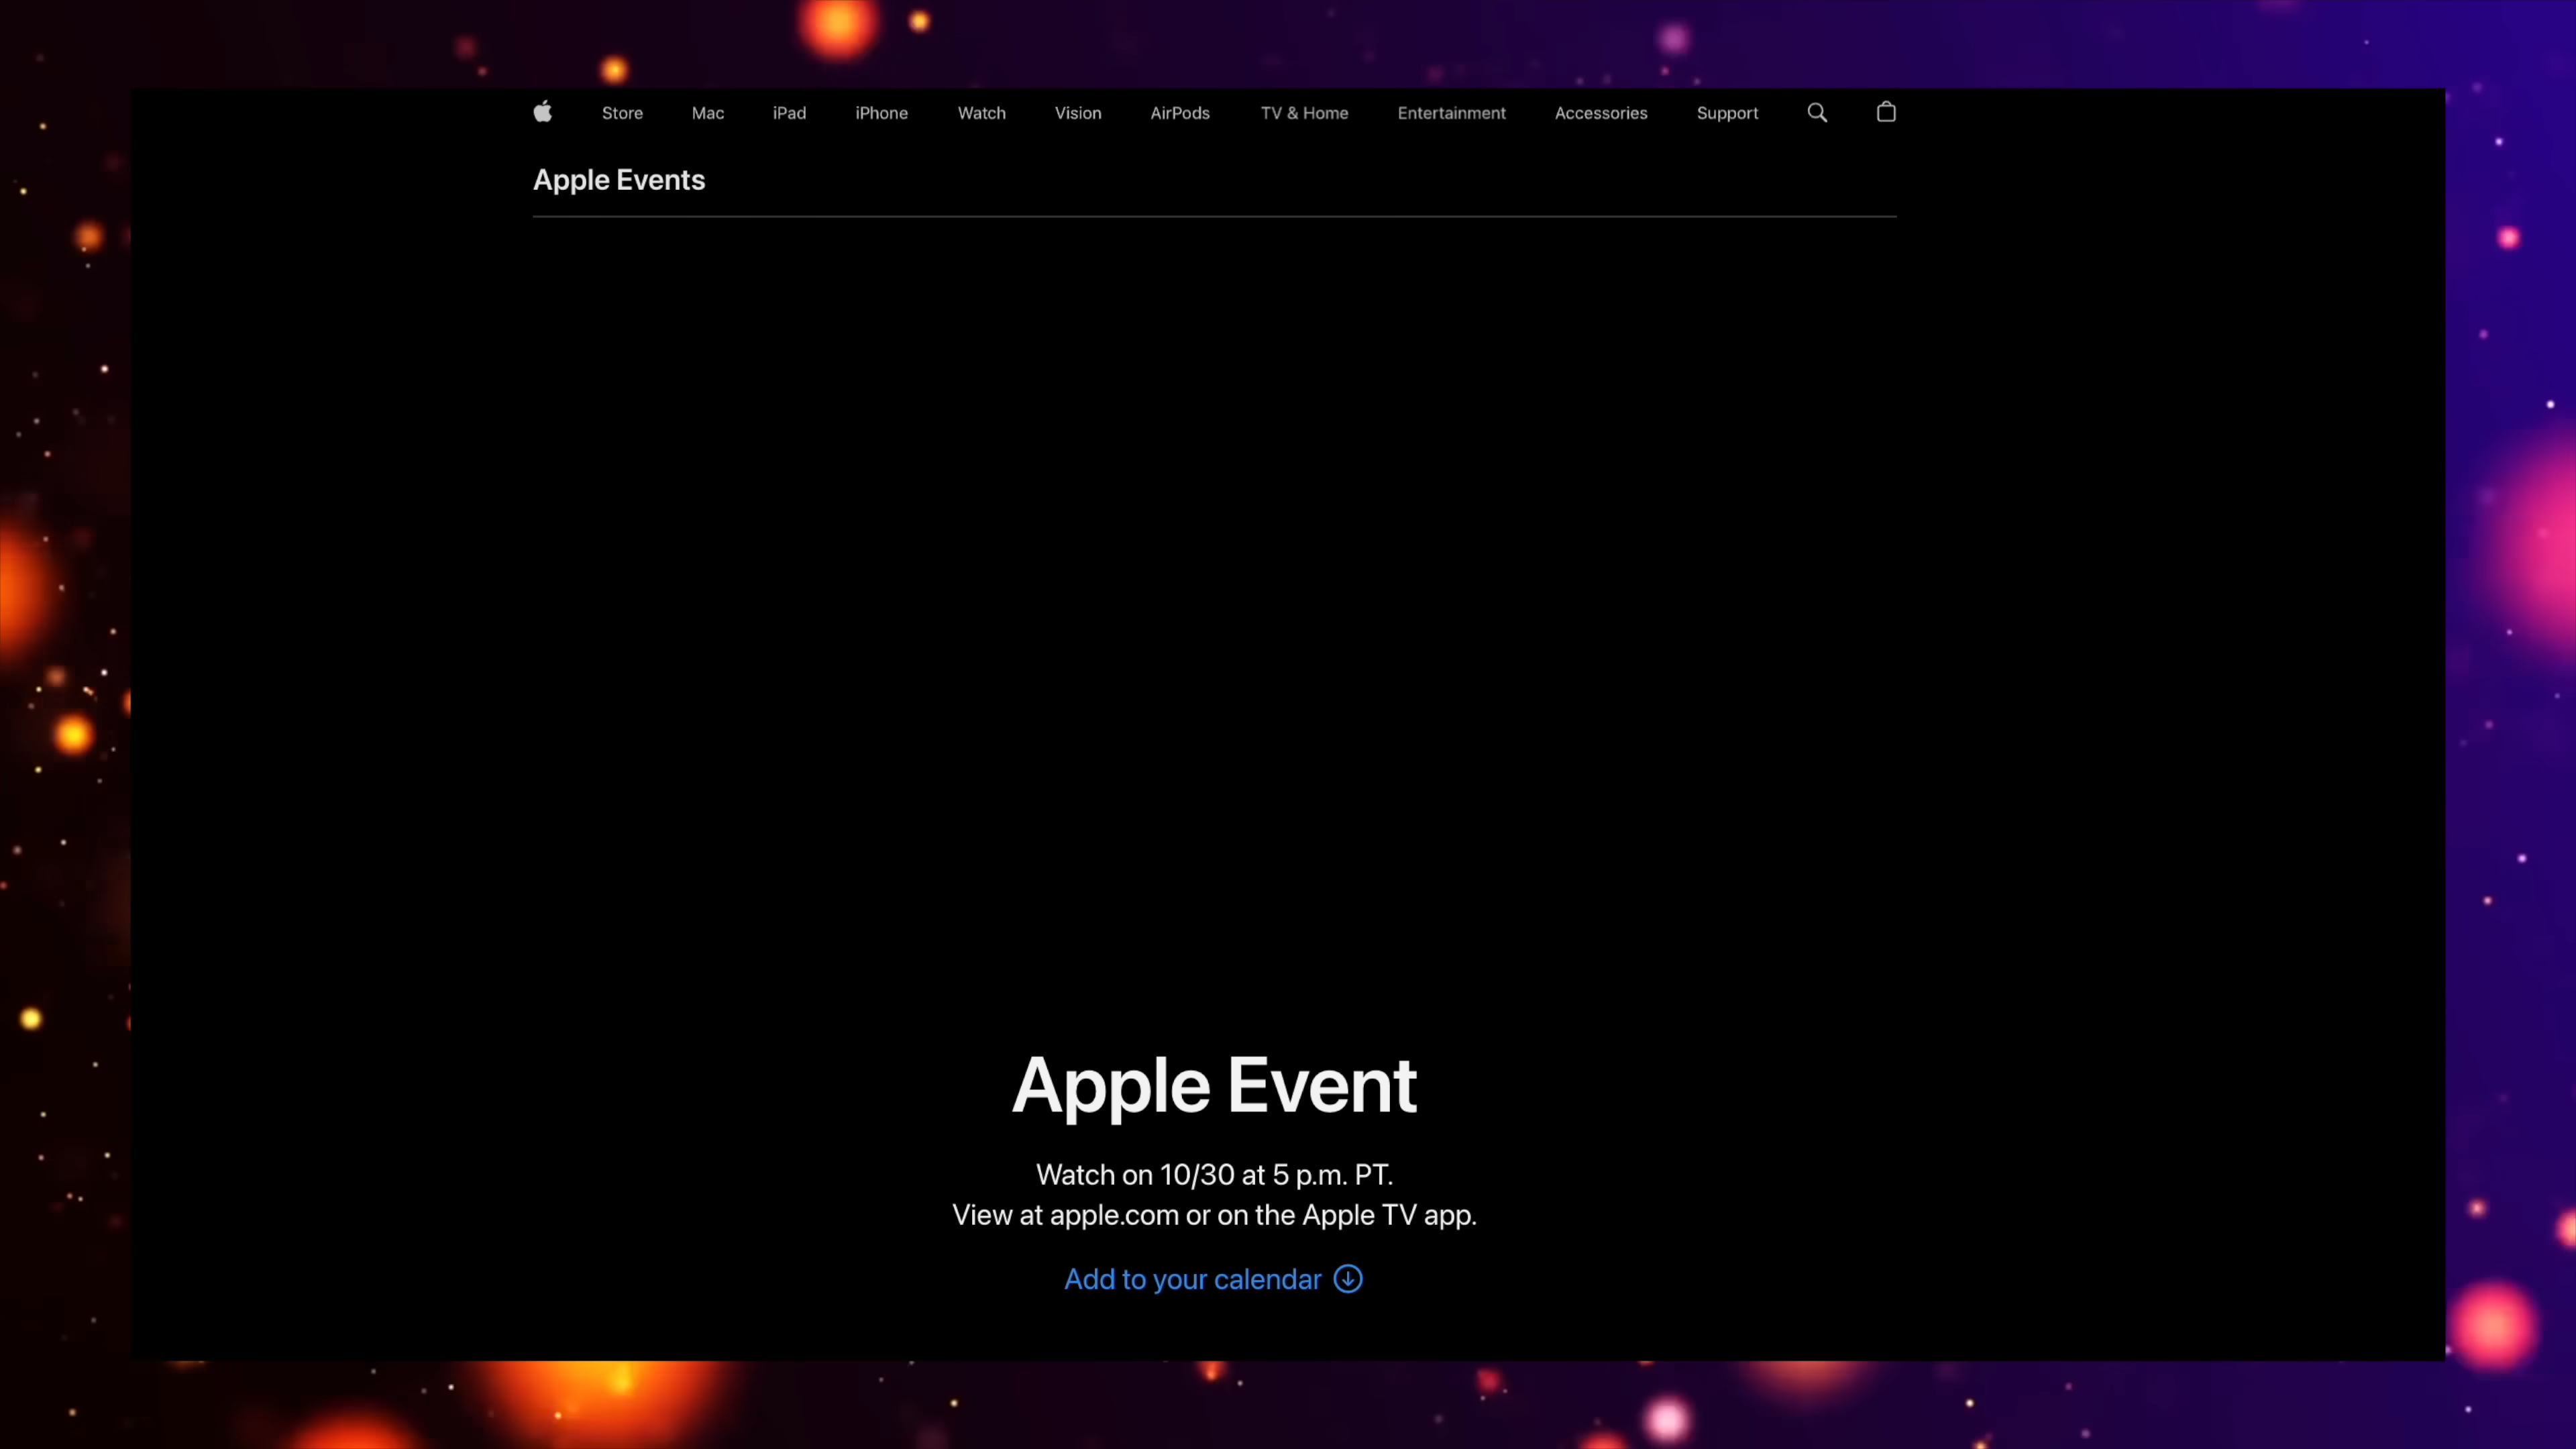 Store Mac iPad iPhone Watch Vision AirPods TV & Home Entertainment Accessories Support
Apple Events
Apple Event
Watch on 10/30 at 5 p.m. PT.
View at apple.com or on the Apple TV app.
Add to your calendar